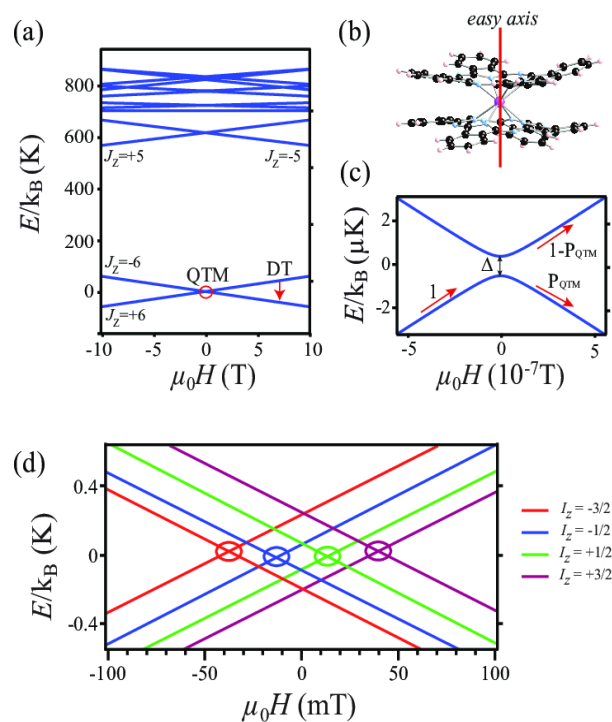 (a)
E/kB (K)
800
600
400
200
0
Jz=+5
Jz=-5
Jz=-6
QTM
DT
Jz=+6
-10
-5
0
5
10
μ0H (T)
(b)
easy axis
(c)
E/kB (μK)
2
0
-2
1
Δ
1-PQTM
PQTM
-5
0
5
μ0H (10-7T)
(d)
E/kB (K)
0.4
0
-0.4
-100
-50
0
50
100
μ0H (mT)
Iz = -3/2
Iz = -1/2
Iz = +1/2
Iz = +3/2